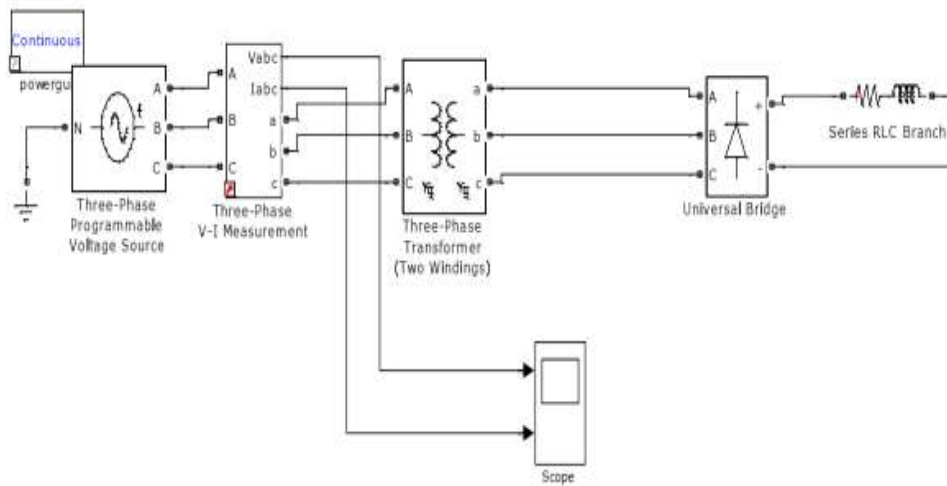 Continuous
powergu
N
A
B
C
Three-Phase
Programmable
Voltage Source
A
B
C
Vabc
Iabc
a
b
c
Three-Phase
V-I Measurement
A
B
C
a
b
c
Three-Phase
Transformer
(Two Windings)
A
B
C
+
-
Universal Bridge
Series RLC Branch
Scope